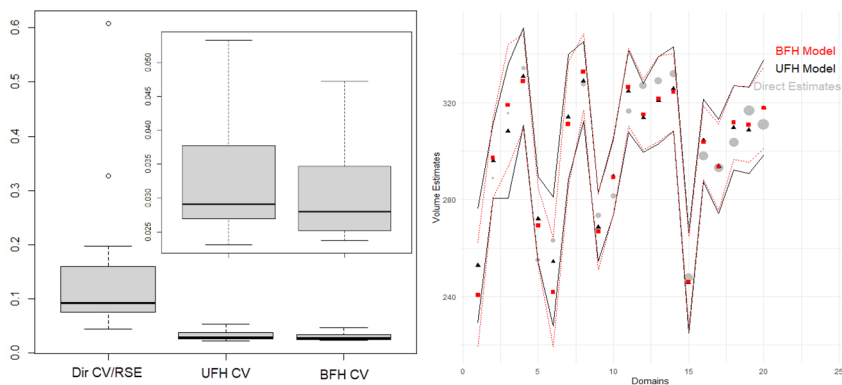 0.6
0.5
0.4
0.3
0.2
0.1
0.0
0.050
0.045
0.040
0.035
0.030
0.025
Dir CV/RSE UFH CV BFH CV
BFH Model
UFH Model
Direct Estimates
Volume Estimates
320
280
240
0 5 10 15 20 25
Domains